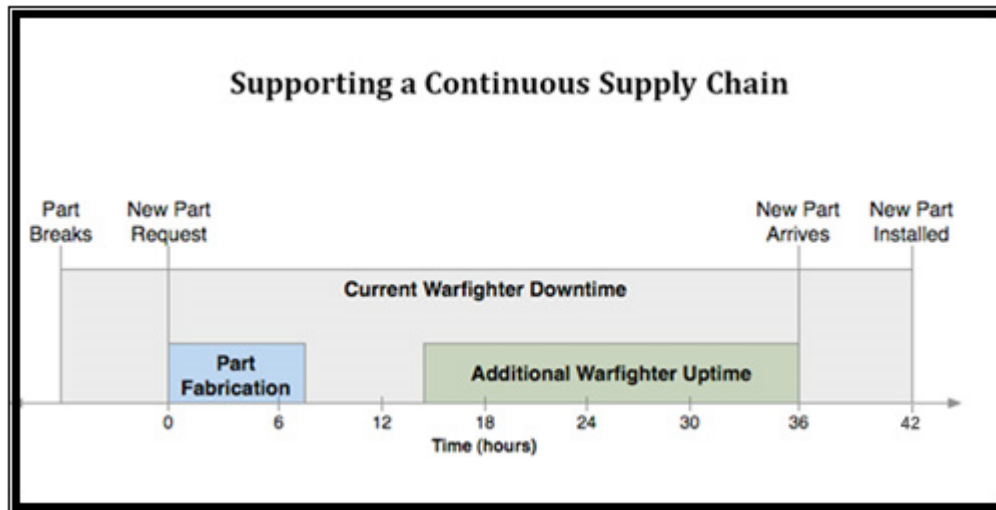 Supporting a Continuous Supply Chain
Part
Breaks
New Part
Request
New Part
Arrives
New Part
Installed
Current Warfighter Downtime
Part
Fabrication
Additional Warfighter Uptime
0 6 12 18 24 30 36 42
Time (hours)